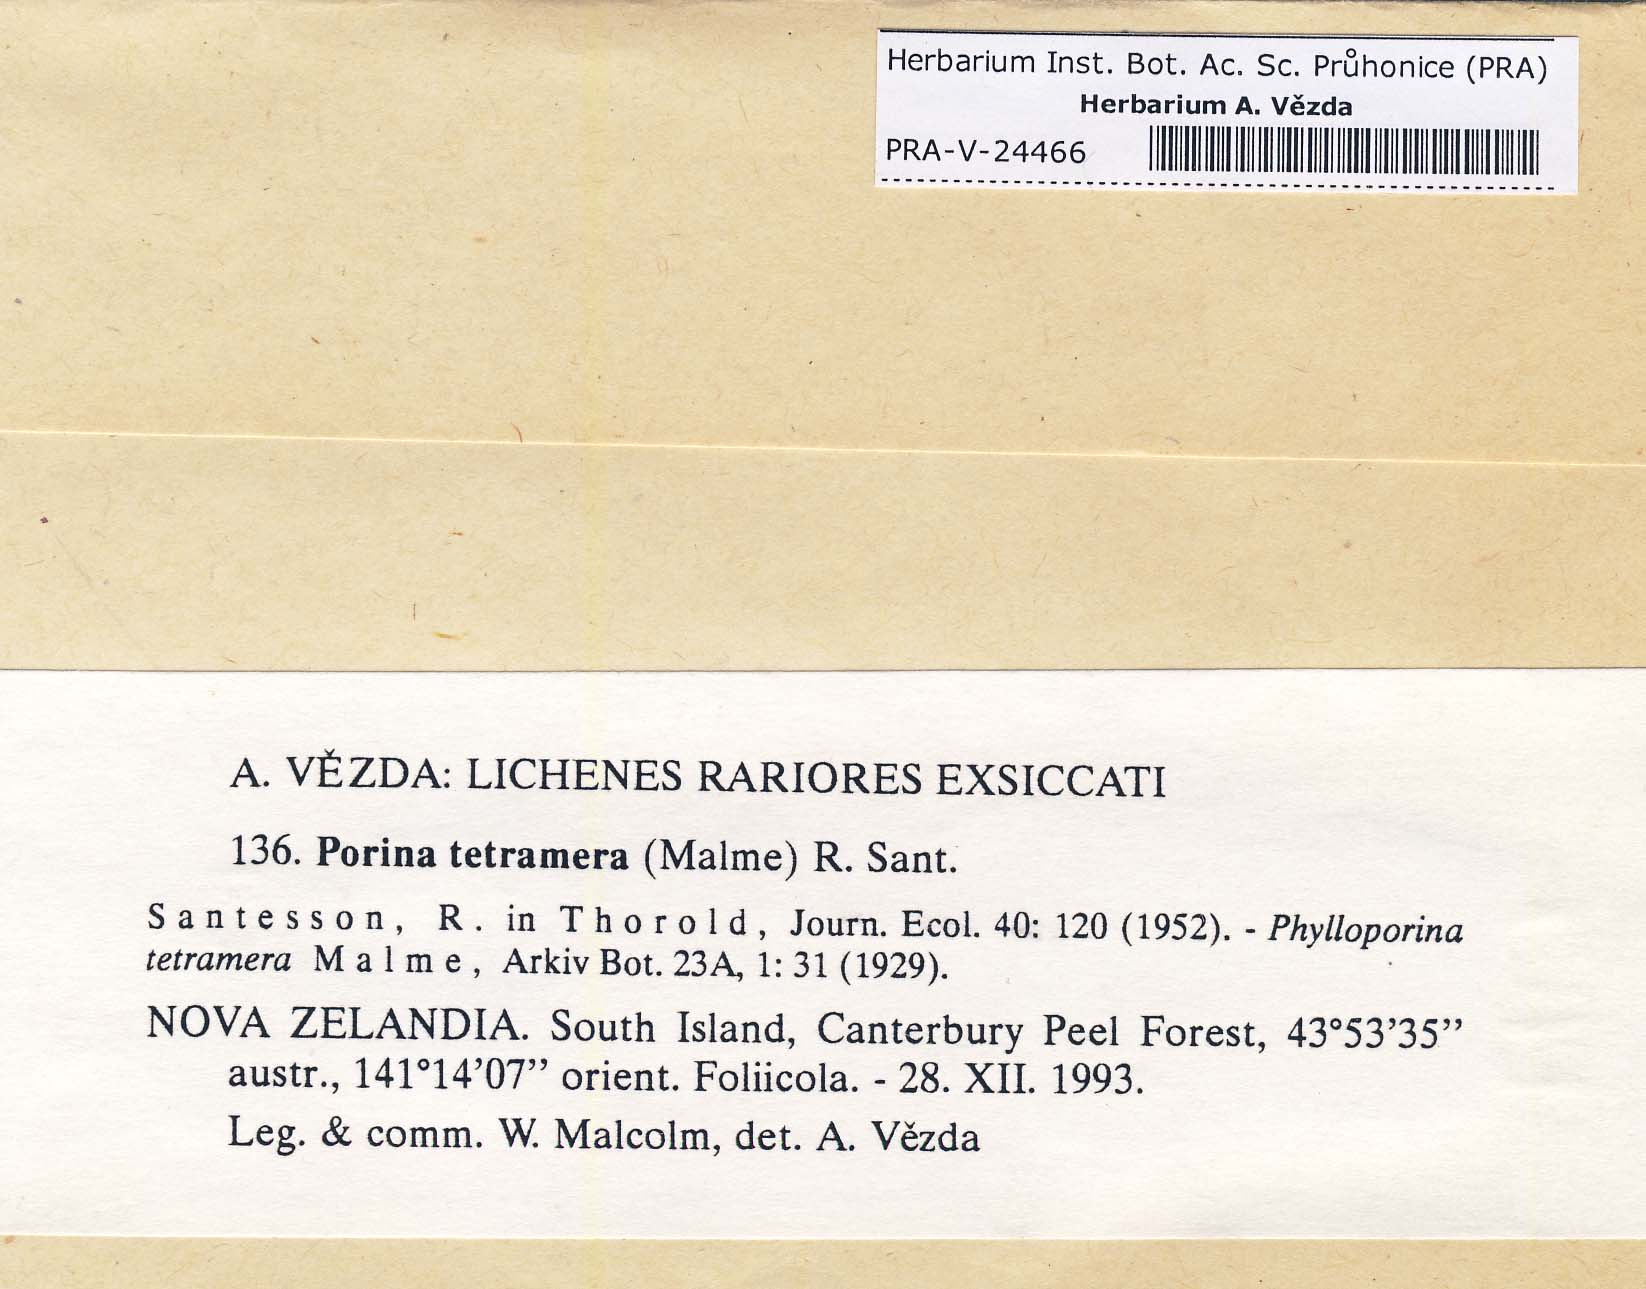 Herbarium Inst. Bot. Ac. Sc. Průhonice (PRA)
Herbarium A. Vězda
PRA-V-24466
A. VĚZDA: LICHENES RARIORES EXSICCATI
136. Porina tetramera (Malme) R. Sant.
Santesson, R. in Thorold, Journ. Ecol. 40: 120 (1952). - Phylloporina
tetramera Malme, Arkiv Bot. 23A, 1: 31 (1929).
NOVA ZELANDIA. South Island, Canterbury Peel Forest, 43°53’35”
austr., 141°14’07” orient. Foliicola. - 28. XII. 1993.
Leg. & comm. W. Malcolm, det. A. Vězda